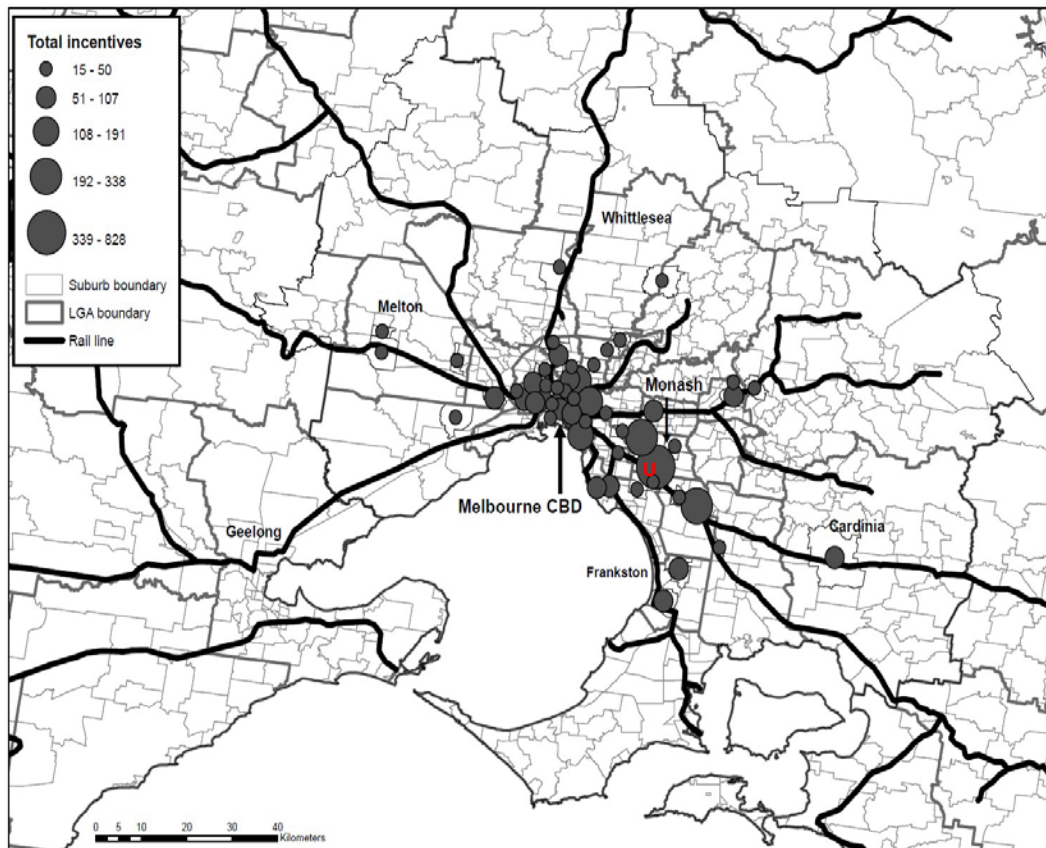 Total incentives
15 - 50
51 - 107
108 - 191
192 - 338
339 - 828
Suburb boundary
LGA boundary
Rail line
Whittlesea
Melton
Monash
U
Melbourne CBD
Geelong
Cardinia
Frankston
0 5 10 20 30 40
Kilometers